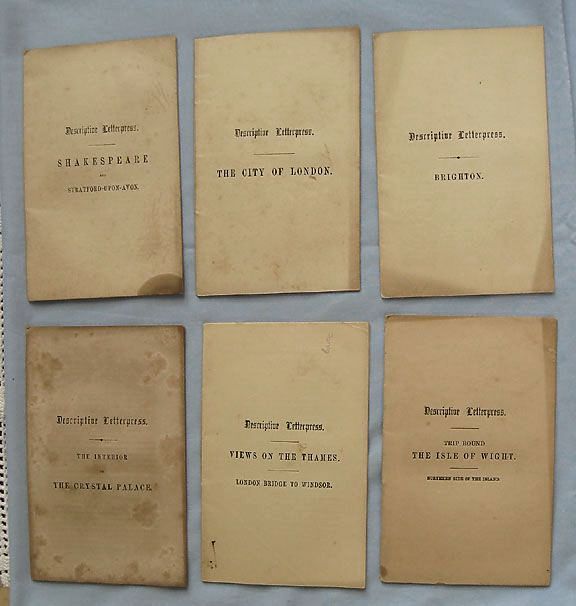 Descriptive Letterpress.
SHAKESPEARE
AND
STRATFORD-UPON-AVON.
Descriptive Letterpress.
THE CITY OF LONDON.
Descriptive Letterpress.
BRIGHTON.
Descriptive Letterpress.
THE INTERIOR
THE CRYSTAL PALACE.
Descriptive Letterpress.
VIEWS ON THE THAMES.
LONDON BRIDGE TO WINDSOR.
Descriptive Letterpress.
TRIP ROUND
THE ISLE OF WIGHT.
NORTHERN SIDE OF THE ISLAND